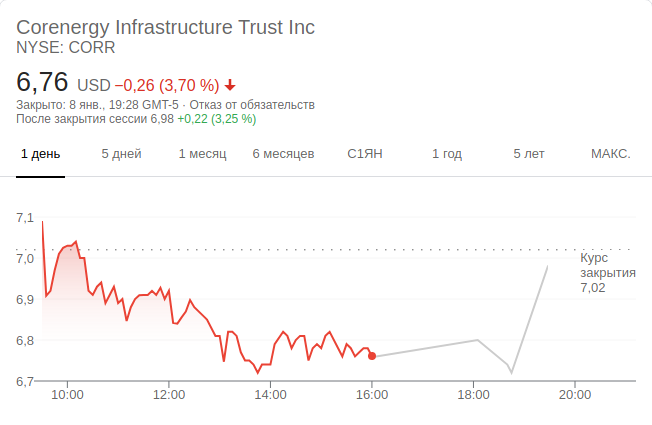 Corenergy Infrastructure Trust Inc
NYSE: CORR
6,76 USD −0,26 (3,70 %)
Закрыто: 8 янв., 19:28 GMT-5 · Отказ от обязательств
После закрытия сессии 6,98 +0,22 (3,25 %)
1 день 5 дней 1 месяц 6 месяцев С1ЯН 1 год 5 лет МАКС.
7,1
7,0
6,9
6,8
6,7
Курс
закрытия
7,02
10:00 12:00 14:00 16:00 18:00 20:00